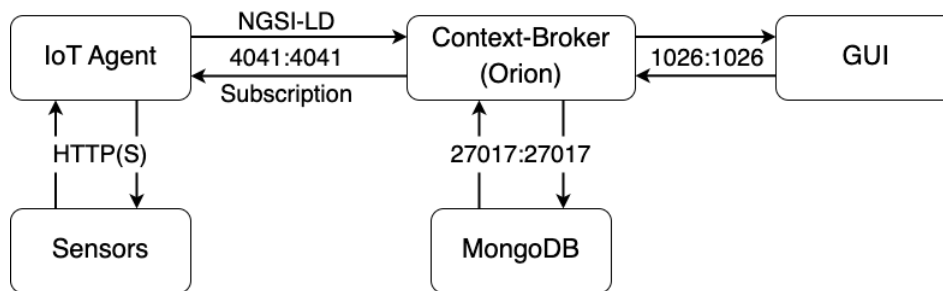 NGSI-LD
IoT Agent
4041:4041
Subscription
Context-Broker
(Orion)
1026:1026
GUI
HTTP(S)
27017:27017
Sensors
MongoDB